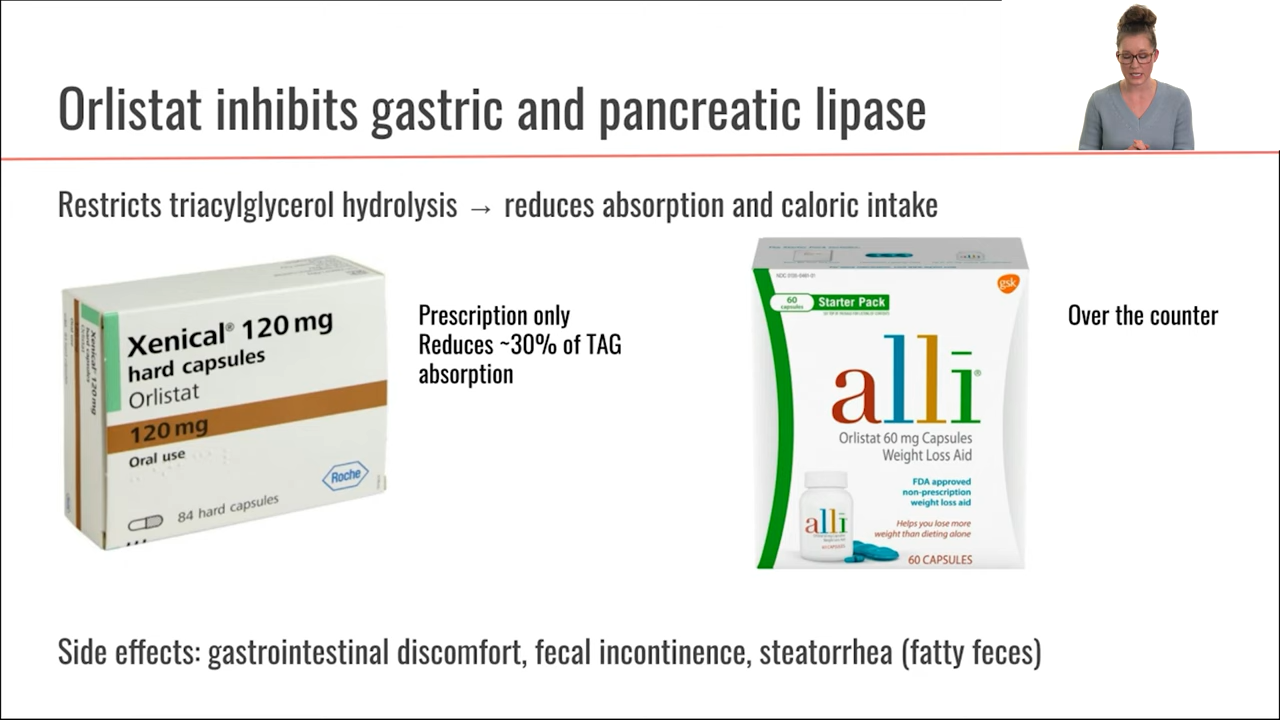 Orlistat inhibits gastric and pancreatic lipase
Restricts triacylglycerol hydrolysis → reduces absorption and caloric intake
Xenical® 120 mg
hard capsules
Orlistat
120 mg
Oral use
Roche
84 hard capsules
Xenical® 120 mg
Prescription only
Reduces ~30% of TAG
absorption
gsk
60
capsules
Starter Pack
alli®
Orlistat 60 mg Capsules
Weight Loss Aid
FDA approved
non-prescription
weight loss aid
alli
Helps you lose more
weight than dieting alone
60 CAPSULES
Over the counter
Side effects: gastrointestinal discomfort, fecal incontinence, steatorrhea (fatty feces)